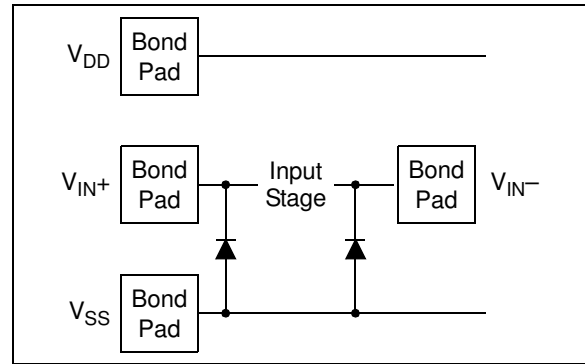 V_DD
Bond
Pad
V_IN+
Bond
Pad
Input
Stage
Bond
Pad
V_IN–
V_SS
Bond
Pad